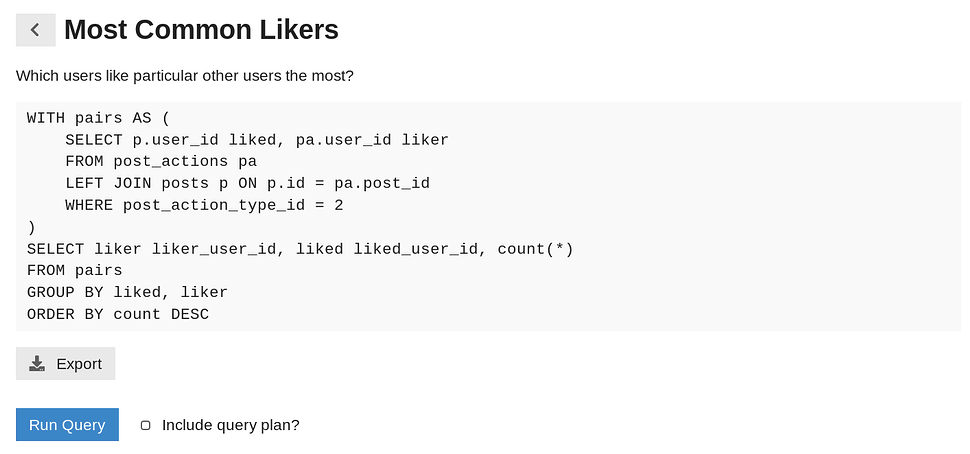 Most Common Likers
Which users like particular other users the most?
WITH pairs AS (
    SELECT p.user_id liked, pa.user_id liker
    FROM post_actions pa
    LEFT JOIN posts p ON p.id = pa.post_id
    WHERE post_action_type_id = 2
)
SELECT liker liker_user_id, liked liked_user_id, count(*)
FROM pairs
GROUP BY liked, liker
ORDER BY count DESC
Export
Run Query Include query plan?